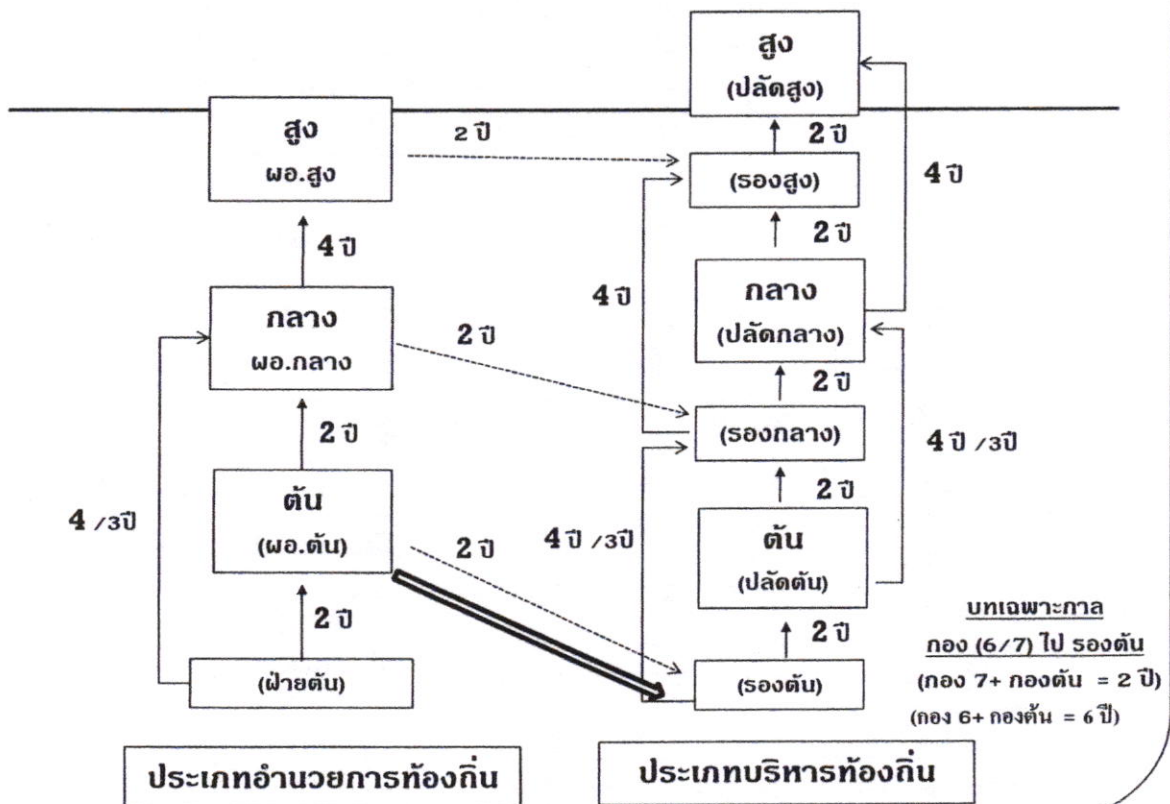 สูง
(ปลัดสูง)
2 ปี
(รองสูง)
4 ปี
2 ปี
กลาง
(ปลัดกลาง)
2 ปี
(รองกลาง)
4 ปี /3ปี
2 ปี
ต้น
(ปลัดต้น)
2 ปี
(รองต้น)
4 ปี
4 ปี /3ปี
สูง
ผอ.สูง
2 ปี
4 ปี
กลาง
ผอ.กลาง
2 ปี
2 ปี
ต้น
(ผอ.ต้น)
2 ปี
4 /3ปี
2 ปี
(ฝ่ายต้น)
บทเฉพาะกาล
กอง (6/7) ไป รองต้น
(กอง 7+ กองต้น = 2 ปี)
(กอง 6+ กองต้น = 6 ปี)
ประเภทอำนวยการท้องถิ่น
ประเภทบริหารท้องถิ่น